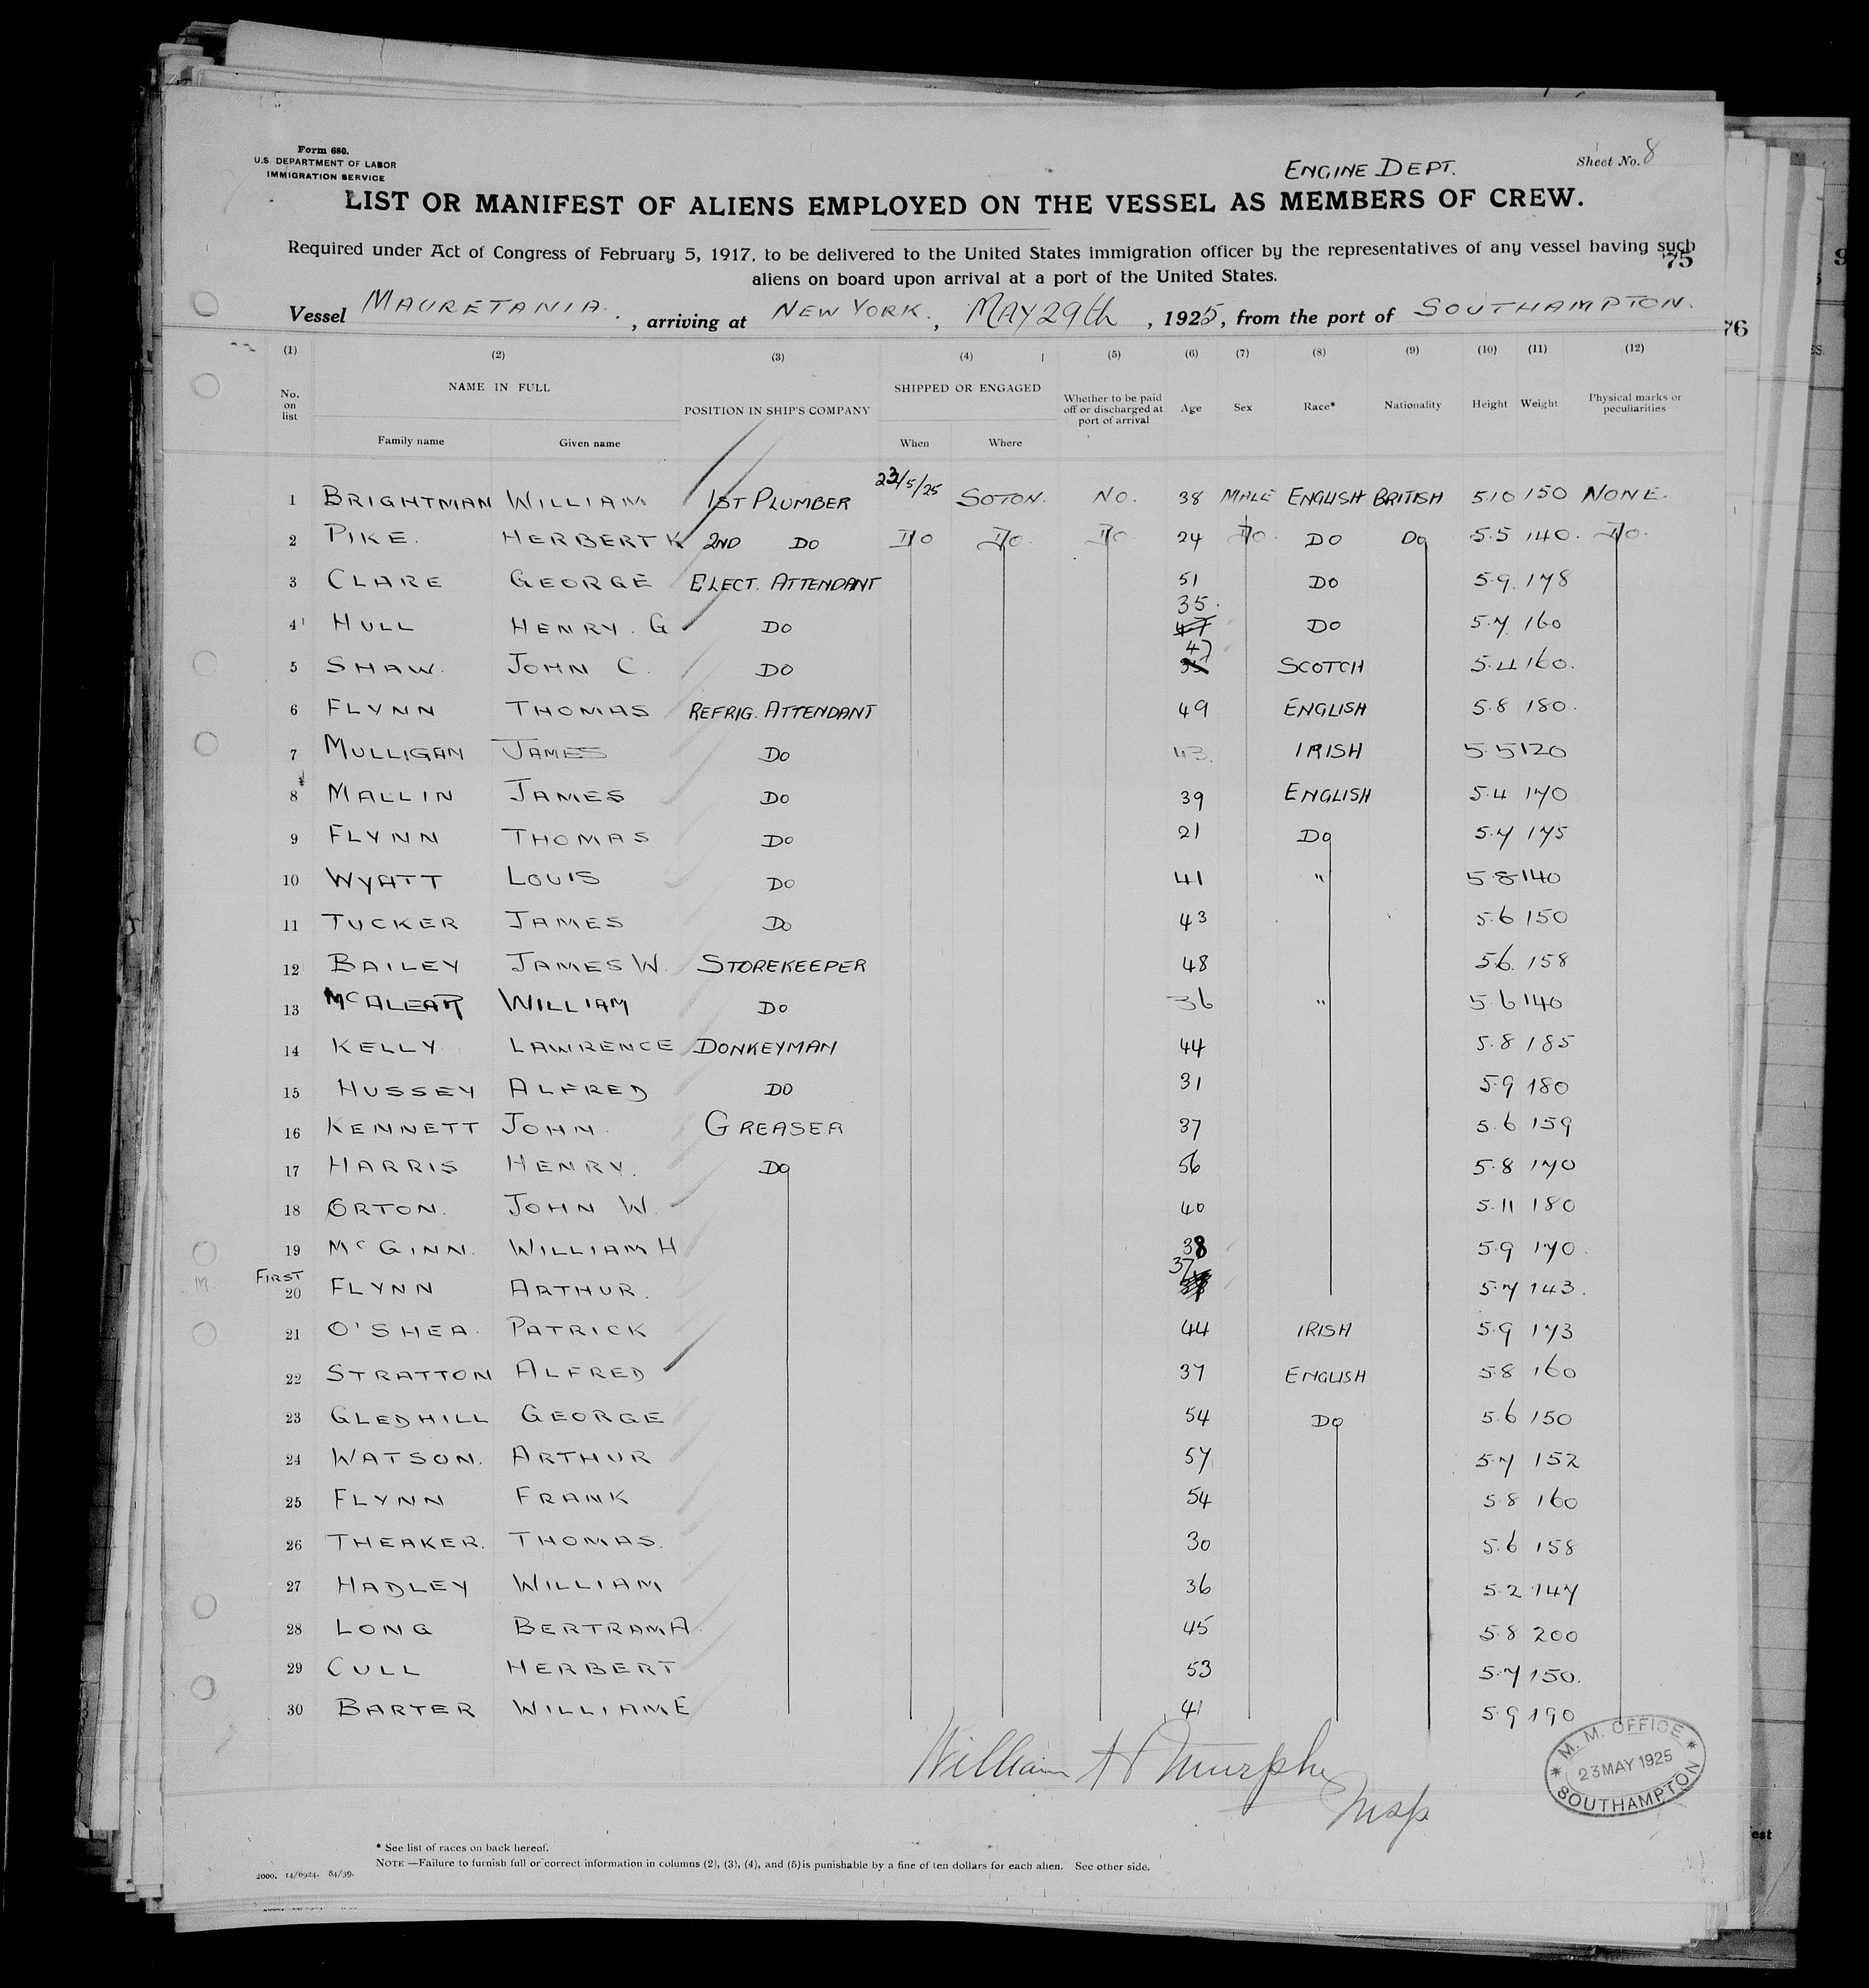 Form 680.
U.S. DEPARTMENT OF LABOR
IMMIGRATION SERVICE
ENGINE DEPT.
Sheet No. 8
LIST OR MANIFEST OF ALIENS EMPLOYED ON THE VESSEL AS MEMBERS OF CREW.
Required under Act of Congress of February 5, 1917, to be delivered to the United States immigration officer by the representatives of any vessel having such
75
aliens on board upon arrival at a port of the United States.
Vessel MAURETANIA., arriving at NEW YORK., MAY 29th, 1925, from the port of SOUTHAMPTON.
76
(1) (2) (3) (4) (5) (6) (7) (8) (9) (10) (11) (12)
No. on list NAME IN FULL POSITION IN SHIP'S COMPANY SHIPPED OR ENGAGED Whether to be paid off or discharged at port of arrival Age Sex Race* Nationality Height Weight Physical marks or peculiarities
Family name Given name When Where
1 BRIGHTMAN WILLIAM 1ST PLUMBER 23/5/25 SOTON. NO. 38 MALE ENGLISH BRITISH 5.10 150 NONE.
2 PIKE. HERBERT K 2ND DO DO DO. DO 24 DO. DO DO 5.5 140. DO.
3 CLARE GEORGE ELECT. ATTENDANT 51 DO 5.9. 178
4 HULL HENRY. G DO 35. 47 DO 5.7. 160
5 SHAW. JOHN C. DO 47 SCOTCH 5.4 160.
6 FLYNN THOMAS REFRIG. ATTENDANT 49 ENGLISH 5.8 180.
7 MULLIGAN JAMES DO 43. IRISH 5.5 120
8 MALLIN JAMES DO 39 ENGLISH 5.4 170
9 FLYNN THOMAS DO 21 DO 5.7 175
10 WYATT LOUIS DO 41 " 5.8 140
11 TUCKER JAMES DO 43 5.6 150
12 BAILEY JAMES W. STOREKEEPER 48 5.6. 158
13 McALEAR WILLIAM DO 36 " 5.6 140
14 KELLY LAWRENCE DONKEYMAN 44 5.8 185
15 HUSSEY ALFRED DO 31 5.9 180
16 KENNETT JOHN. GREASER 37 5.6 159
17 HARRIS HENRY. DO 56 5.8 170
18 ORTON. JOHN W. 40 5.11 180
19 McGINN. WILLIAM H 38 5.9 170.
FIRST
20 FLYNN ARTHUR. 37 5.7 143.
21 O'SHEA. PATRICK 44 IRISH 5.9 173
22 STRATTON ALFRED 37 ENGLISH 5.8 160
23 GLEDHILL GEORGE 54 DO 5.6 150
24 WATSON. ARTHUR 57 5.7 152
25 FLYNN FRANK 54 5.8 160
26 THEAKER. THOMAS. 30 5.6 158
27 HADLEY WILLIAM 36 5.2 147
28 LONG BERTRAM A. 45 5.8 200
29 CULL HERBERT 53 5.7 150.
30 BARTER WILLIAM E 41 5.9 190
William H Murphy
Insp.
M. M. OFFICE
23 MAY 1925
SOUTHAMPTON
* See list of races on back hereof.
NOTE —Failure to furnish full or correct information in columns (2), (3), (4), and (5) is punishable by a fine of ten dollars for each alien. See other side.
2000. 14/6924. 84/39.